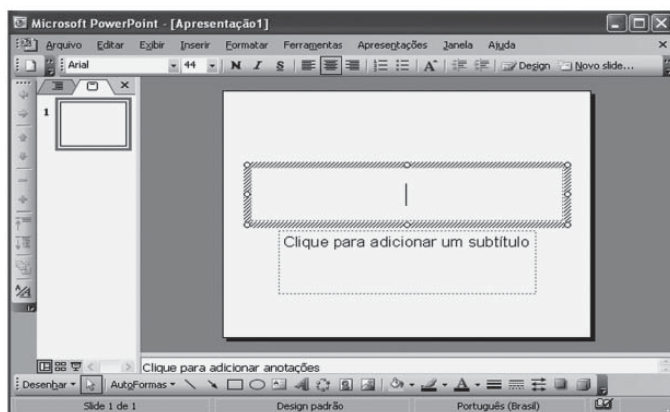 Microsoft PowerPoint - [Apresentação1]
Arquivo Editar Exibir Inserir Formatar Ferramentas Apresentações Janela Ajuda
Arial 44 N I S A Design Novo slide...
1
Clique para adicionar um subtítulo
Clique para adicionar anotações
Desenhar AutoFormas A
Slide 1 de 1 Design padrão Português (Brasil)